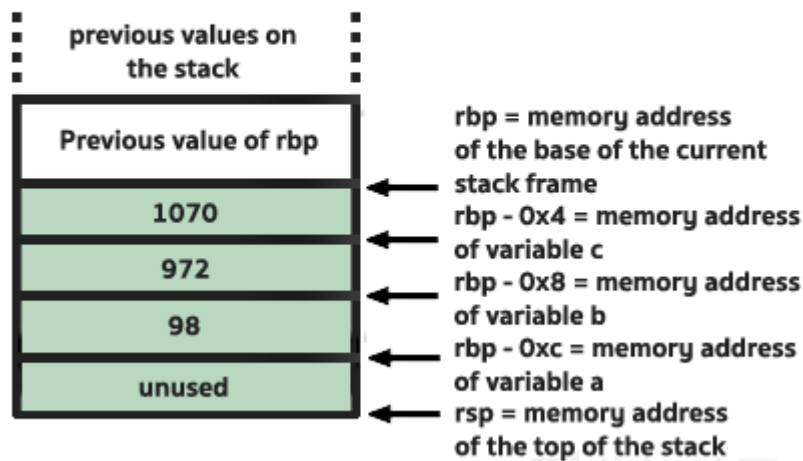 previous values on
the stack
Previous value of rbp
1070
972
98
unused
rbp = memory address
of the base of the current
stack frame
rbp - 0x4 = memory address
of variable c
rbp - 0x8 = memory address
of variable b
rbp - 0xc = memory address
of variable a
rsp = memory address
of the top of the stack